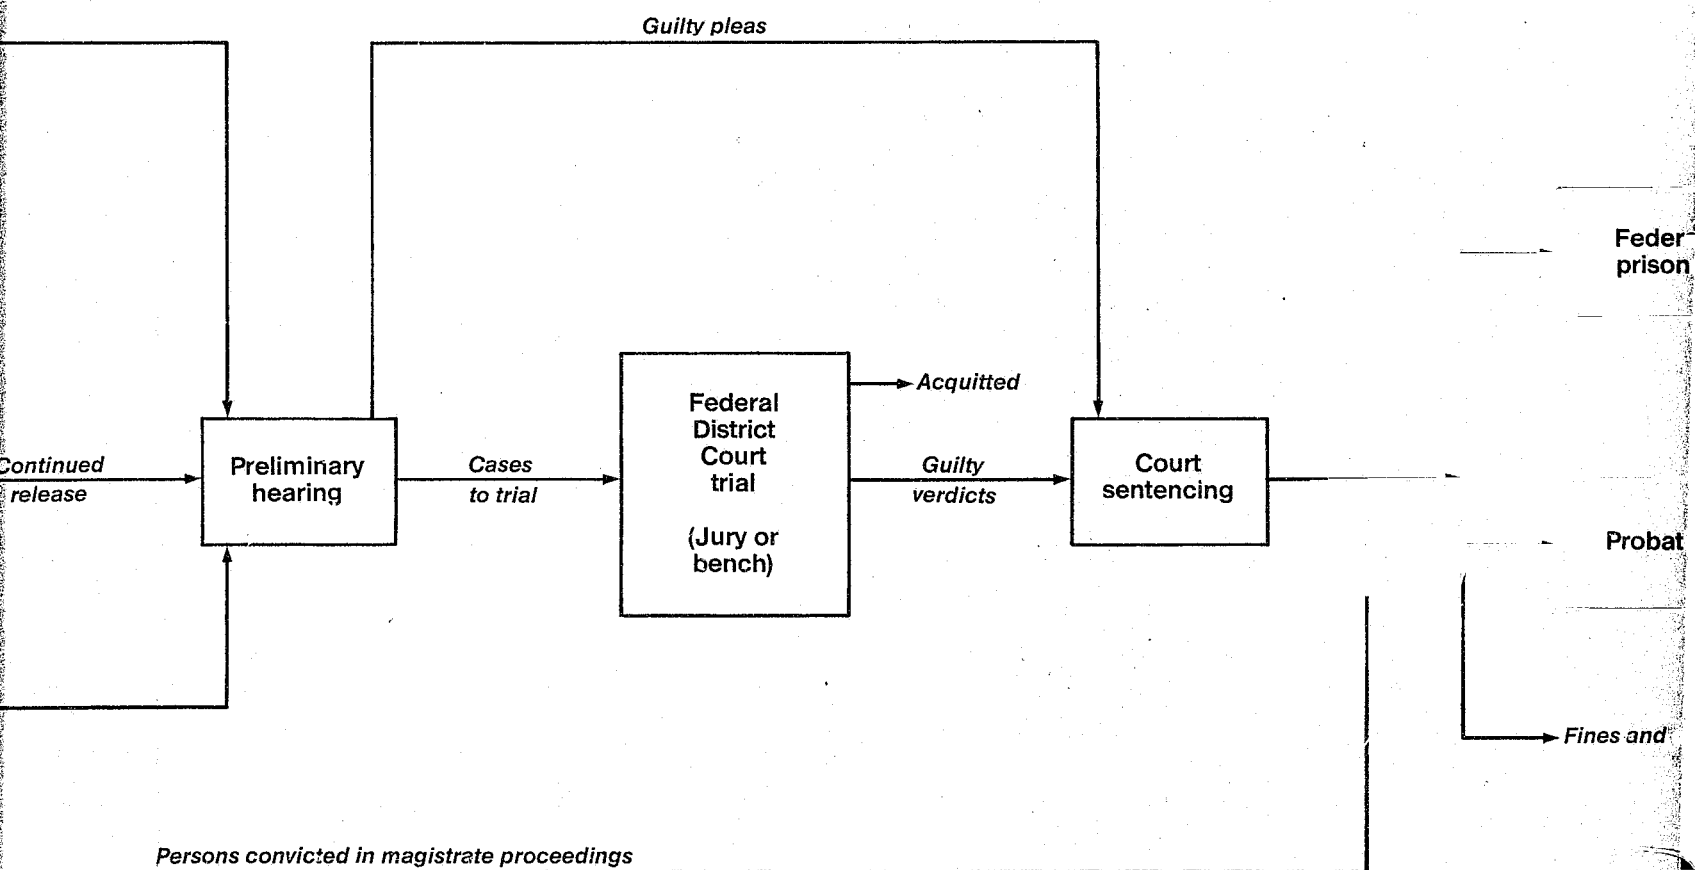 Guilty pleas
Feder
prison
Acquitted
Federal
District
Court
trial
(Jury or
bench)
Continued
release
Preliminary
hearing
Cases
to trial
Guilty
verdicts
Court
sentencing
Probat
Fines and
Persons convicted in magistrate proceedings